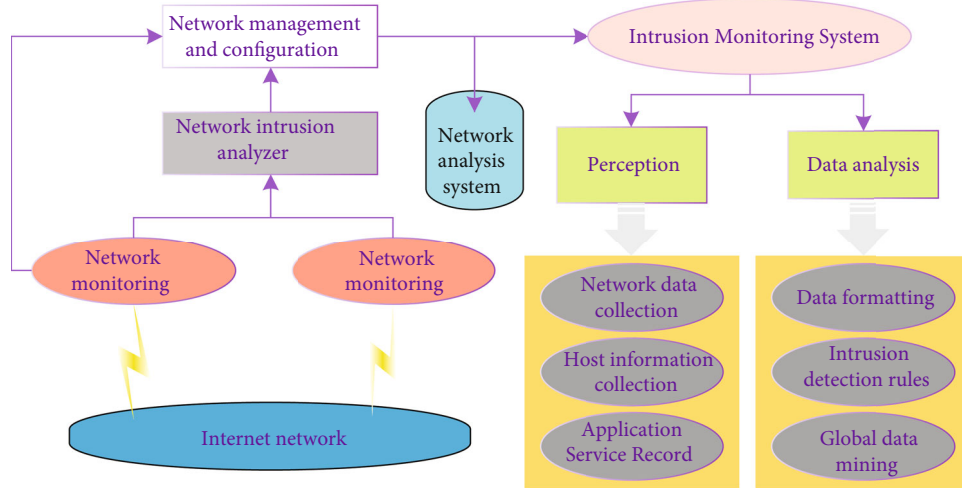 Network management
and configuration
Intrusion Monitoring System
Network intrusion
analyzer
Network
analysis
system
Perception
Data analysis
Network
monitoring
Network
monitoring
Network data
collection
Data formatting
Host information
collection
Intrusion
detection rules
Internet network
Application
Service Record
Global data
mining